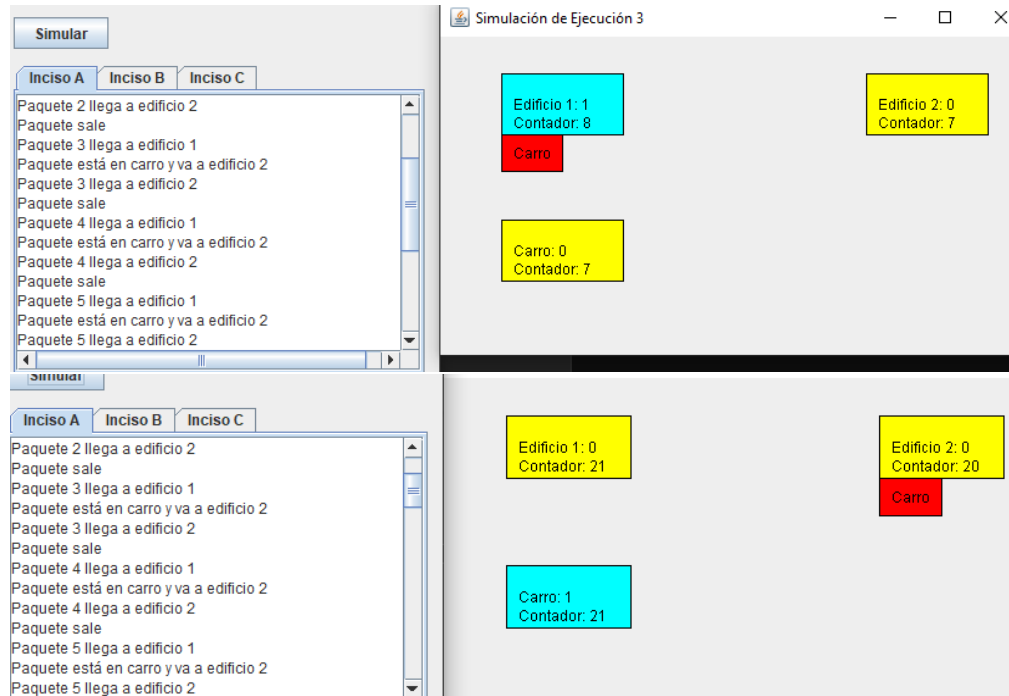 Simular
Inciso A Inciso B Inciso C
Paquete 2 llega a edificio 2
Paquete sale
Paquete 3 llega a edificio 1
Paquete está en carro y va a edificio 2
Paquete 3 llega a edificio 2
Paquete sale
Paquete 4 llega a edificio 1
Paquete está en carro y va a edificio 2
Paquete 4 llega a edificio 2
Paquete sale
Paquete 5 llega a edificio 1
Paquete está en carro y va a edificio 2
Paquete 5 llega a edificio 2
Simulación de Ejecución 3
Edificio 1: 1
Contador: 8
Carro
Edificio 2: 0
Contador: 7
Carro: 0
Contador: 7
Simular
Inciso A Inciso B Inciso C
Paquete 2 llega a edificio 2
Paquete sale
Paquete 3 llega a edificio 1
Paquete está en carro y va a edificio 2
Paquete 3 llega a edificio 2
Paquete sale
Paquete 4 llega a edificio 1
Paquete está en carro y va a edificio 2
Paquete 4 llega a edificio 2
Paquete sale
Paquete 5 llega a edificio 1
Paquete está en carro y va a edificio 2
Paquete 5 llega a edificio 2
Edificio 1: 0
Contador: 21
Edificio 2: 0
Contador: 20
Carro
Carro: 1
Contador: 21